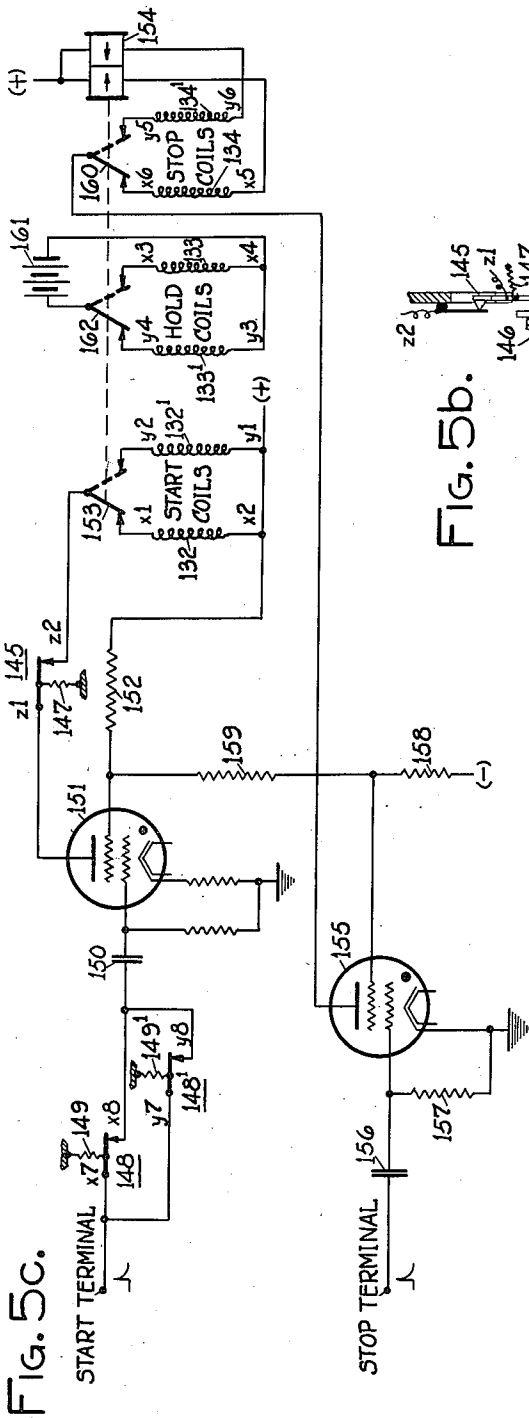 FIG. 5c.
START TERMINAL
149
x7
x8
148
149¹
y7
y8
148¹
150
151
z1
145
147
z2
152
(+)
153
x1
y2
132
START
COILS
132¹
x2
y1
161
162
y4
x3
133¹
HOLD
COILS
133
y3
x4
160
x6
y5
STOP
COILS
134
134¹
x5
y6
(+)
154
159
158
(-)
STOP TERMINAL
156
155
157
FIG. 5b.
z2
145
z1
146
147